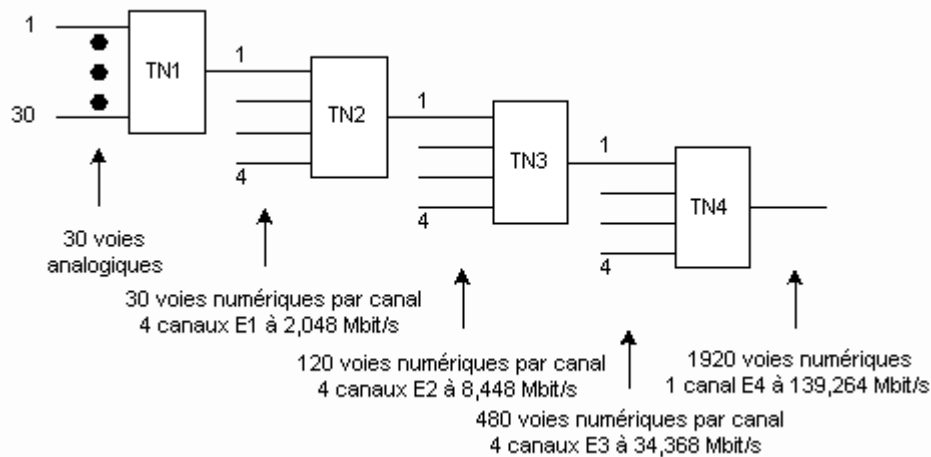 1
30
TN1
30 voies
analogiques
1
4
TN2
30 voies numériques par canal
4 canaux E1 à 2,048 Mbit/s
1
4
TN3
120 voies numériques par canal
4 canaux E2 à 8,448 Mbit/s
1
4
TN4
480 voies numériques par canal
4 canaux E3 à 34,368 Mbit/s
1920 voies numériques
1 canal E4 à 139,264 Mbit/s